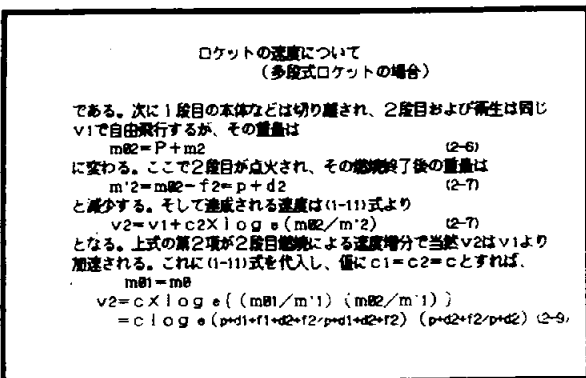 ロケットの速度について
(多段式ロケットの場合)
である。次に1段目の本体などは切り離され、2段目および衛生は同じ
v1で自由飛行するが、その重量は
m02=P+m2 (2-6)
に変わる。ここで2段目が点火され、その燃焼終了後の重量は
m'2=m02-f2=p+d2 (2-7)
と減少する。そして達成される速度は(1-11)式より
v2=v1+c2×loge(m02/m'2) (2-7)
となる。上式の第2項が2段目燃焼による速度増分で当然v2はv1より
加速される。これに(1-11)式を代入し、仮にc1=c2=cとすれば、
m01=m0
v2=c×loge{(m01/m'1)(m02/m'1)}
=cloge(p+d1+f1+d2+f2/p+d1+d2+f2)(p+d2+f2/p+d2) (2-9)